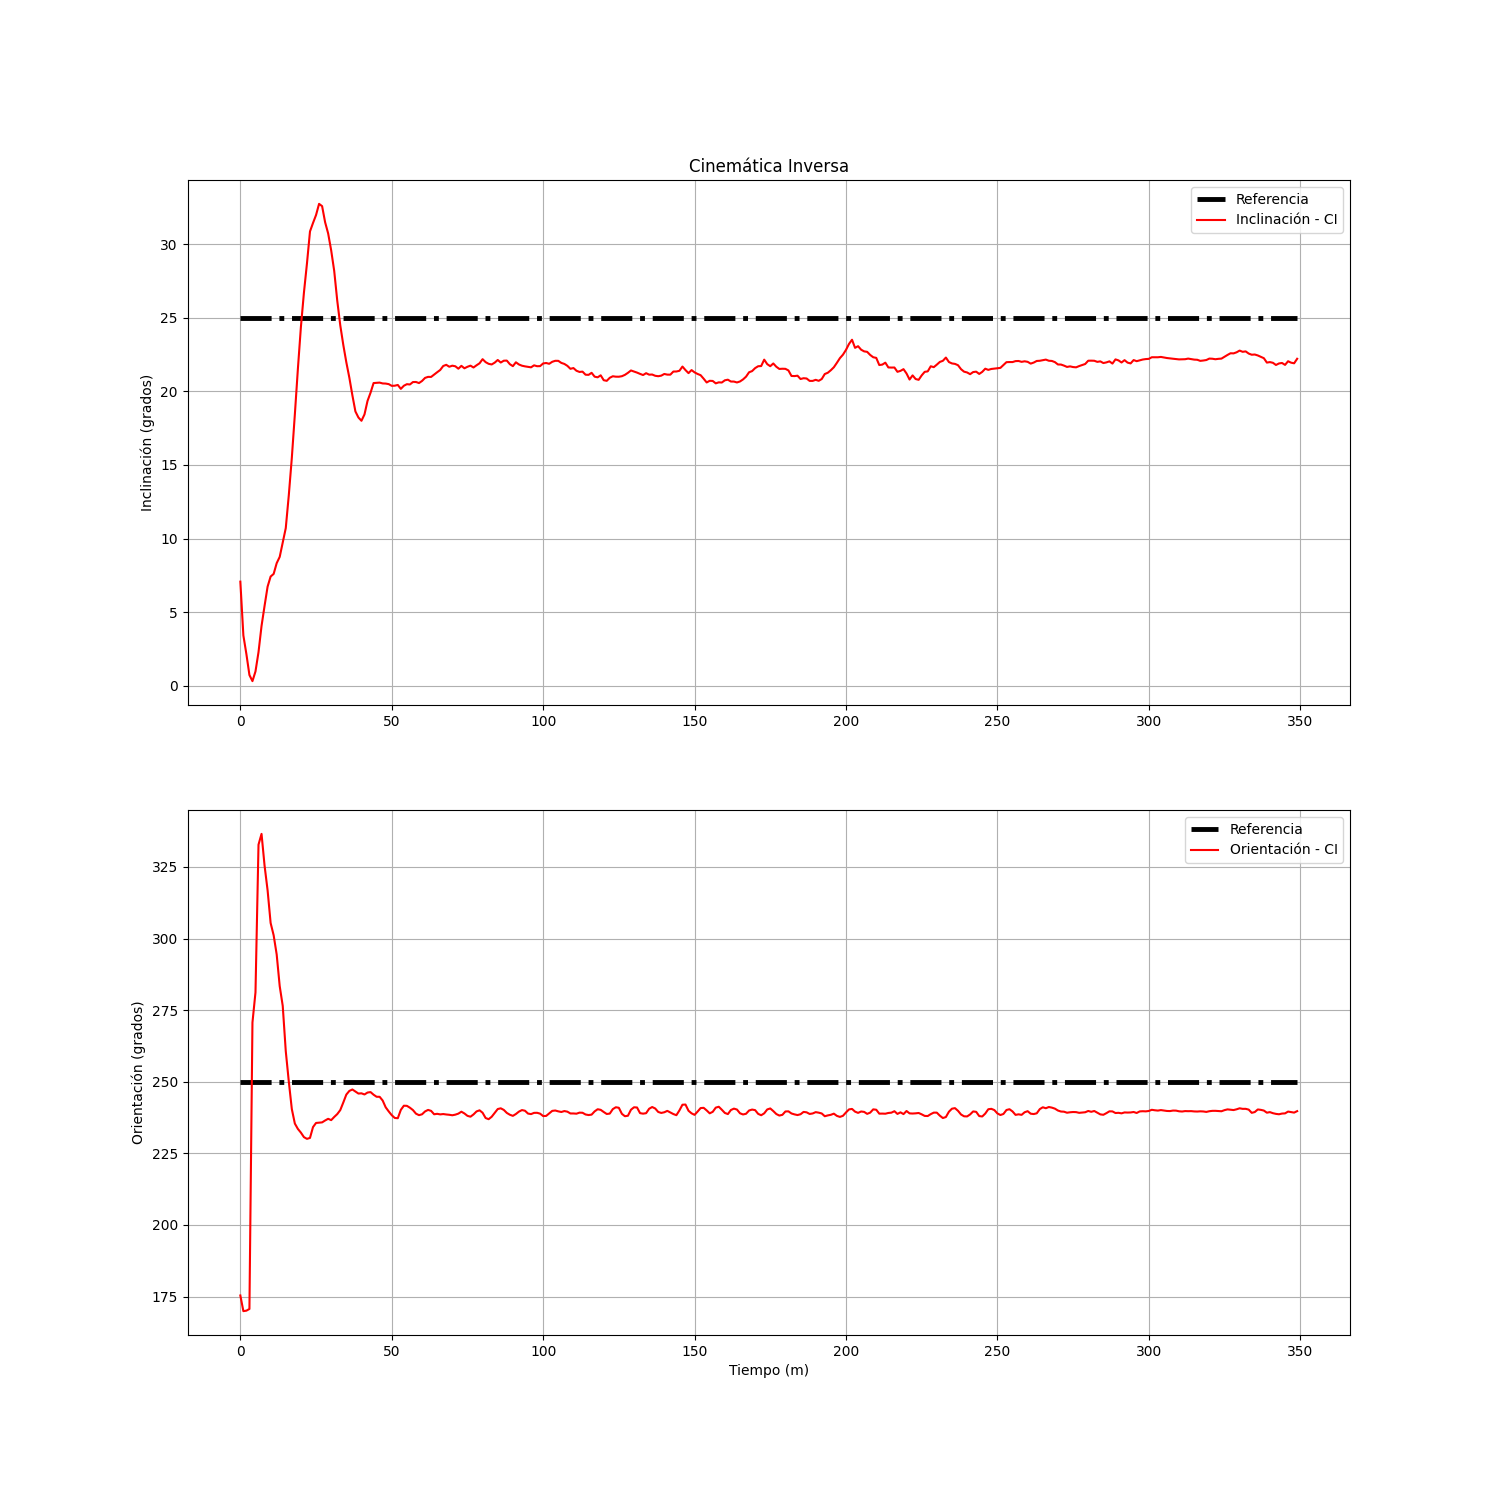 Cinemática Inversa
Referencia
Inclinación - CI
Inclinación (grados)
30
25
20
15
10
5
0
0 50 100 150 200 250 300 350
Referencia
Orientación - CI
Orientación (grados)
325
300
275
250
225
200
175
0 50 100 150 200 250 300 350
Tiempo (m)